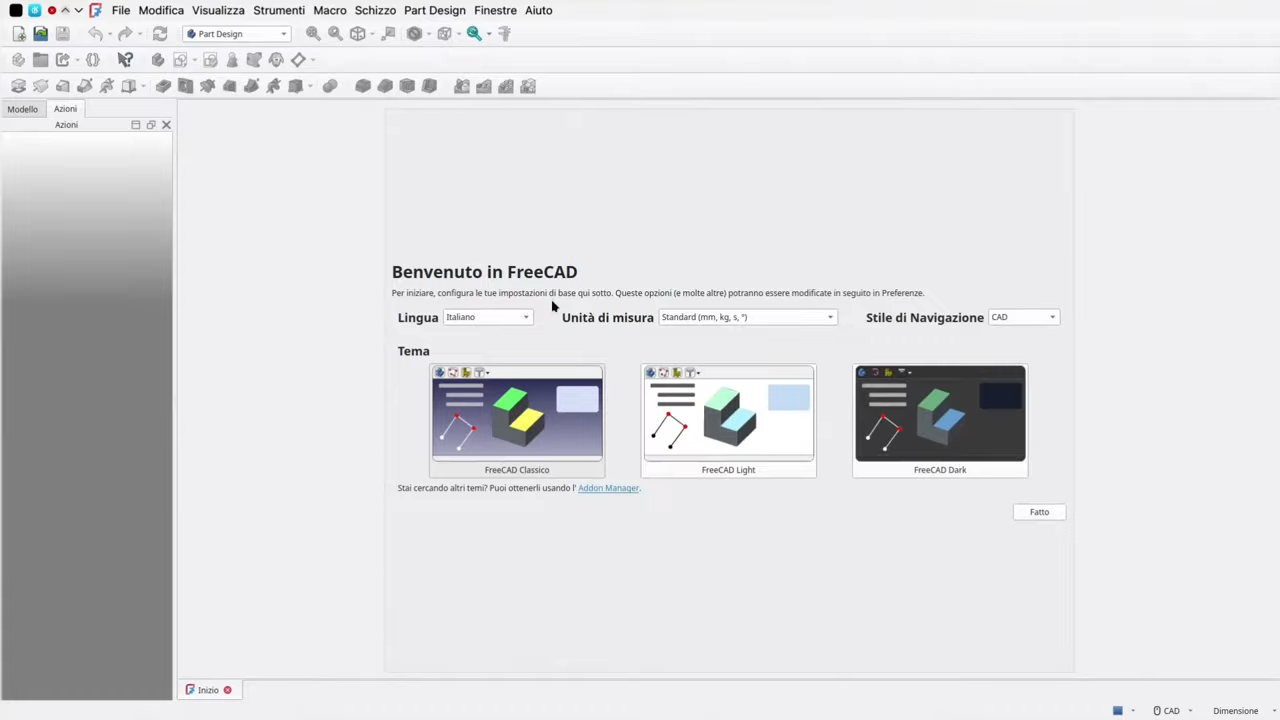 File Modifica Visualizza Strumenti Macro Schizzo Part Design Finestre Aiuto
Part Design
Modello Azioni
Azioni
Benvenuto in FreeCAD
Per iniziare, configura le tue impostazioni di base qui sotto. Queste opzioni (e molte altre) potranno essere modificate in seguito in Preferenze.
Lingua Italiano Unità di misura Standard (mm, kg, s, °) Stile di Navigazione CAD
Tema
FreeCAD Classico FreeCAD Light FreeCAD Dark
Stai cercando altri temi? Puoi ottenerli usando l' Addon Manager.
Fatto
Inizio
CAD Dimensione